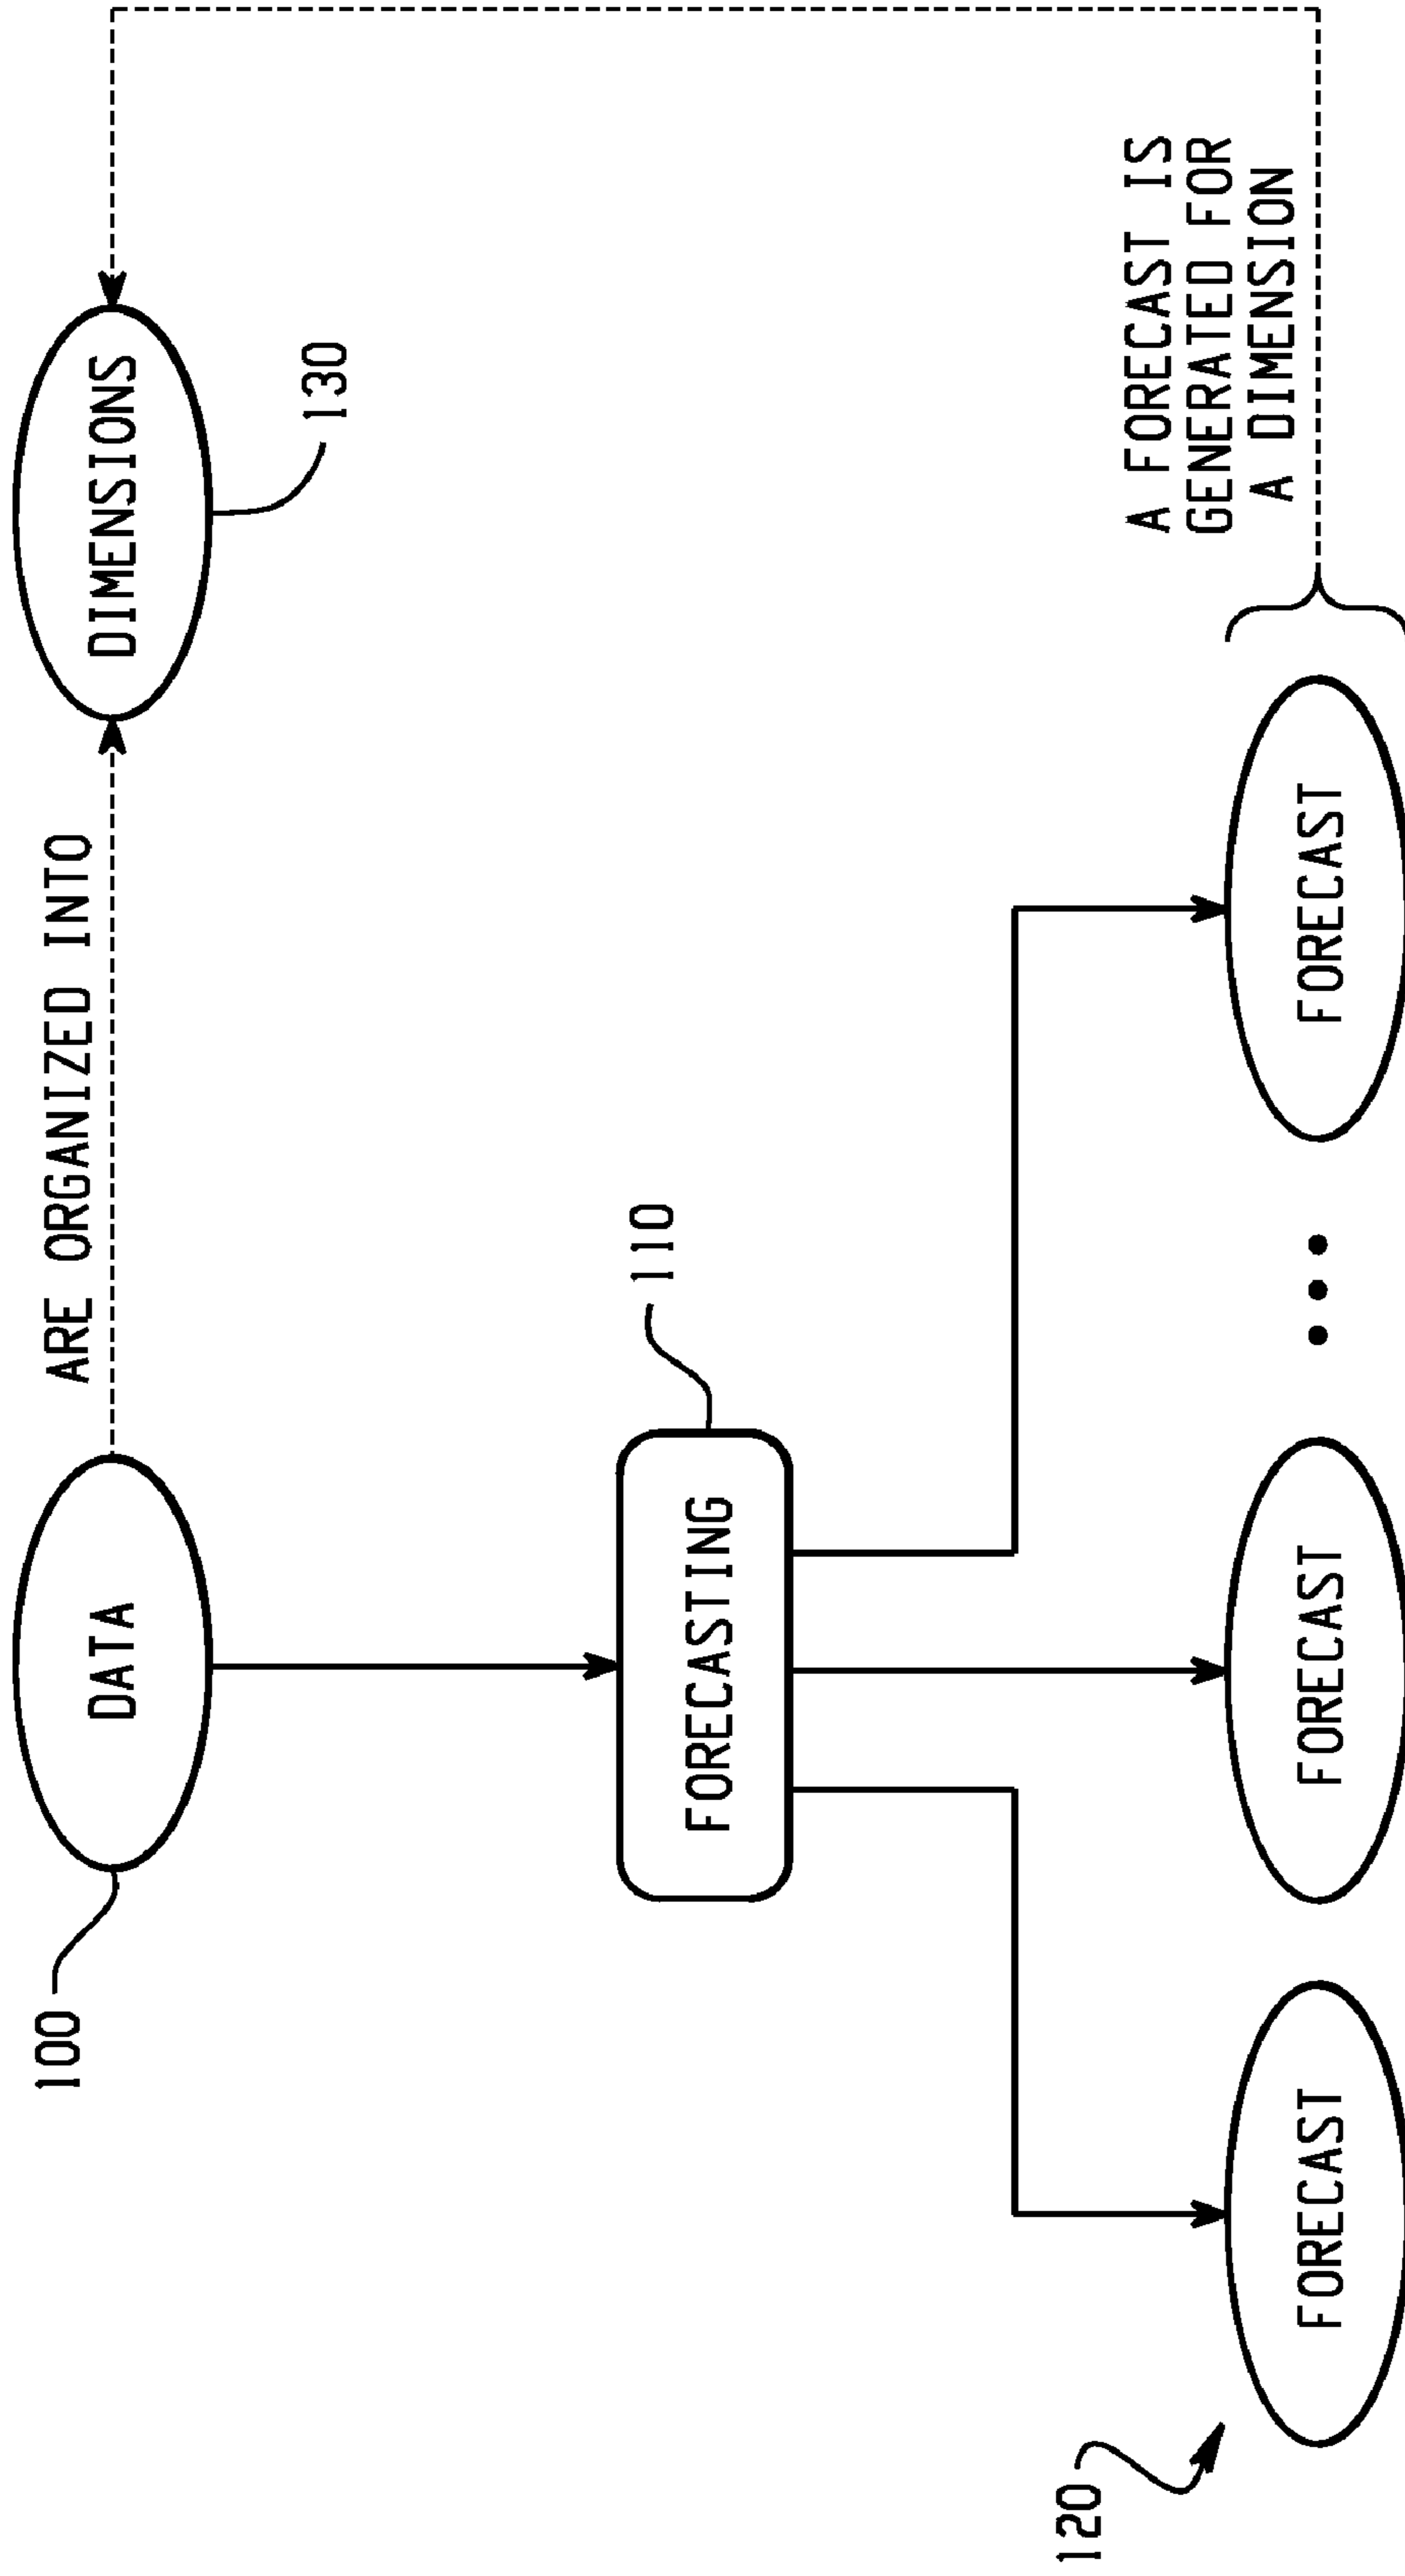 ARE ORGANIZED INTO
100
DATA
DIMENSIONS
130
110
FORECASTING
A FORECAST IS
GENERATED FOR
A DIMENSION
120
FORECAST
FORECAST
FORECAST